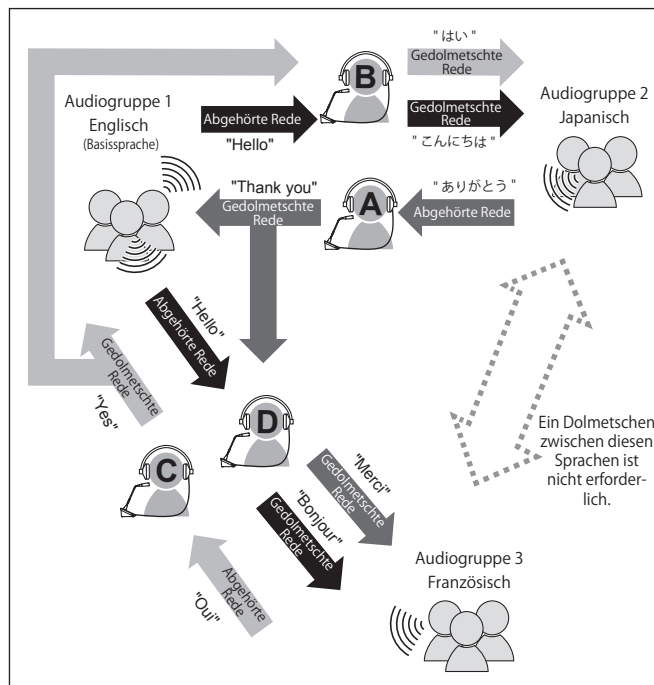 " はい "
Gedolmetschte
Rede
B
Audiogruppe 1
Englisch
(Basissprache)
Abgehörte Rede
"Hello"
Gedolmetschte
Rede
" こんにちは "
Audiogruppe 2
Japanisch
"Thank you"
Gedolmetschte
Rede
A
" ありがとう "
Abgehörte Rede
"Hello"
Abgehörte Rede
Gedolmetschte
Rede
"Yes"
D
C
"Merci"
Gedolmetschte
Rede
"Bonjour"
Gedolmetschte
Rede
Abgehörte
Rede
"Oui"
Ein Dolmetschen
zwischen diesen
Sprachen ist
nicht erforder-
lich.
Audiogruppe 3
Französisch